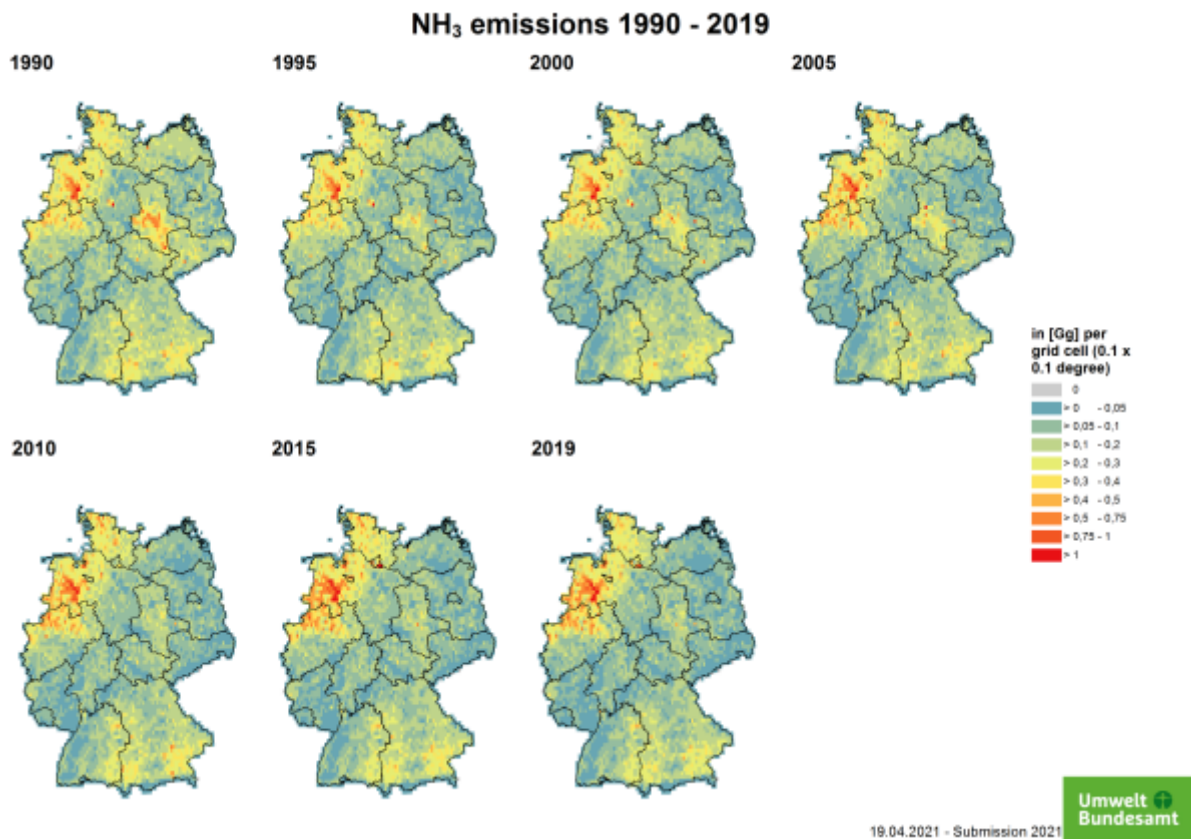 NH₃ emissions 1990 - 2019
1990
1995
2000
2005
in [Gg] per
grid cell (0.1 x
0.1 degree)
0
> 0 - 0,05
> 0,05 - 0,1
> 0,1 - 0,2
> 0,2 - 0,3
> 0,3 - 0,4
> 0,4 - 0,5
> 0,5 - 0,75
> 0,75 - 1
> 1
2010
2015
2019
Umwelt
Bundesamt
19.04.2021 - Submission 2021